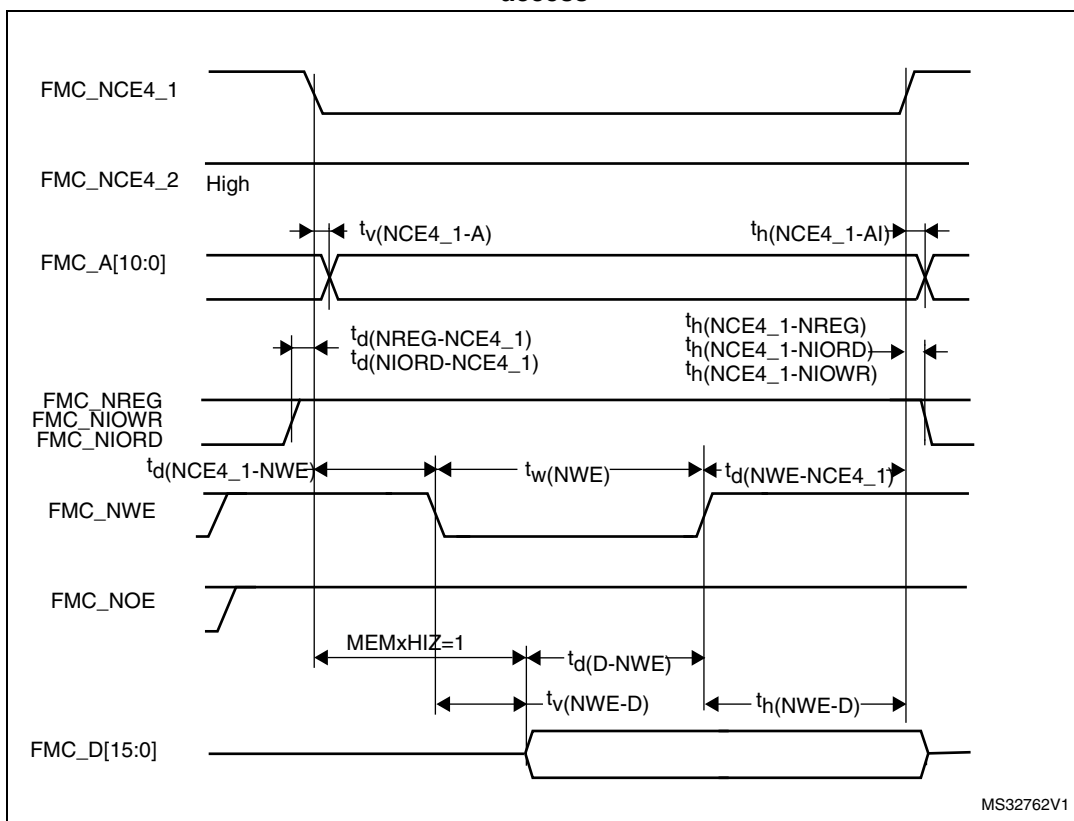 FMC_NCE4_1
FMC_NCE4_2 High
tv(NCE4_1-A) th(NCE4_1-AI)
FMC_A[10:0]
td(NREG-NCE4_1) th(NCE4_1-NREG)
td(NIORD-NCE4_1) th(NCE4_1-NIORD)
th(NCE4_1-NIOWR)
FMC_NREG
FMC_NIOWR
FMC_NIORD
td(NCE4_1-NWE) tw(NWE) td(NWE-NCE4_1)
FMC_NWE
FMC_NOE
MEMxHIZ=1
td(D-NWE)
tv(NWE-D) th(NWE-D)
FMC_D[15:0]
MS32762V1